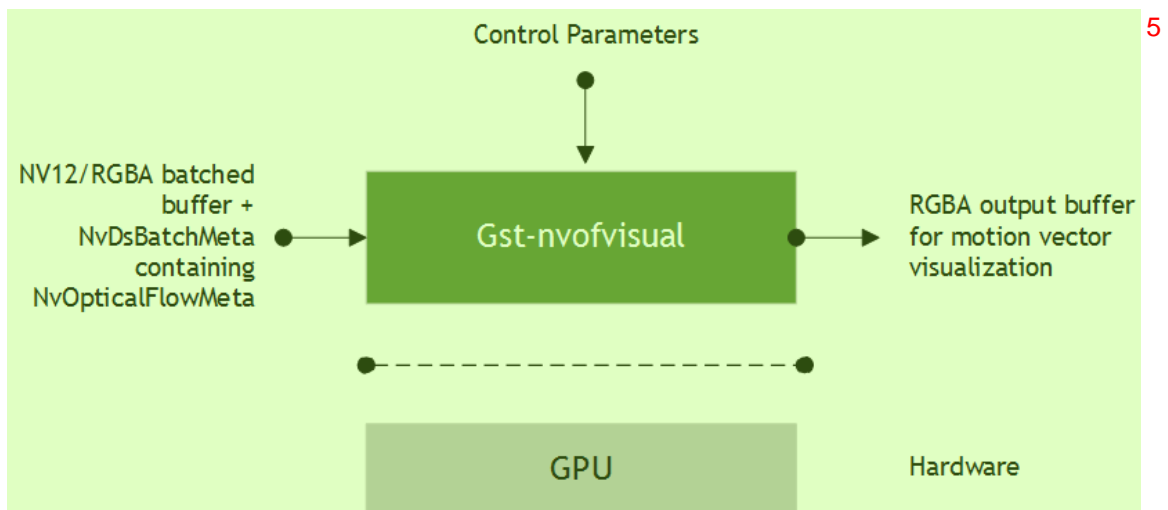 5
Control Parameters
NV12/RGBA batched
buffer +
NvDsBatchMeta
containing
NvOpticalFlowMeta
Gst-nvofvisual
RGBA output buffer
for motion vector
visualization
GPU
Hardware